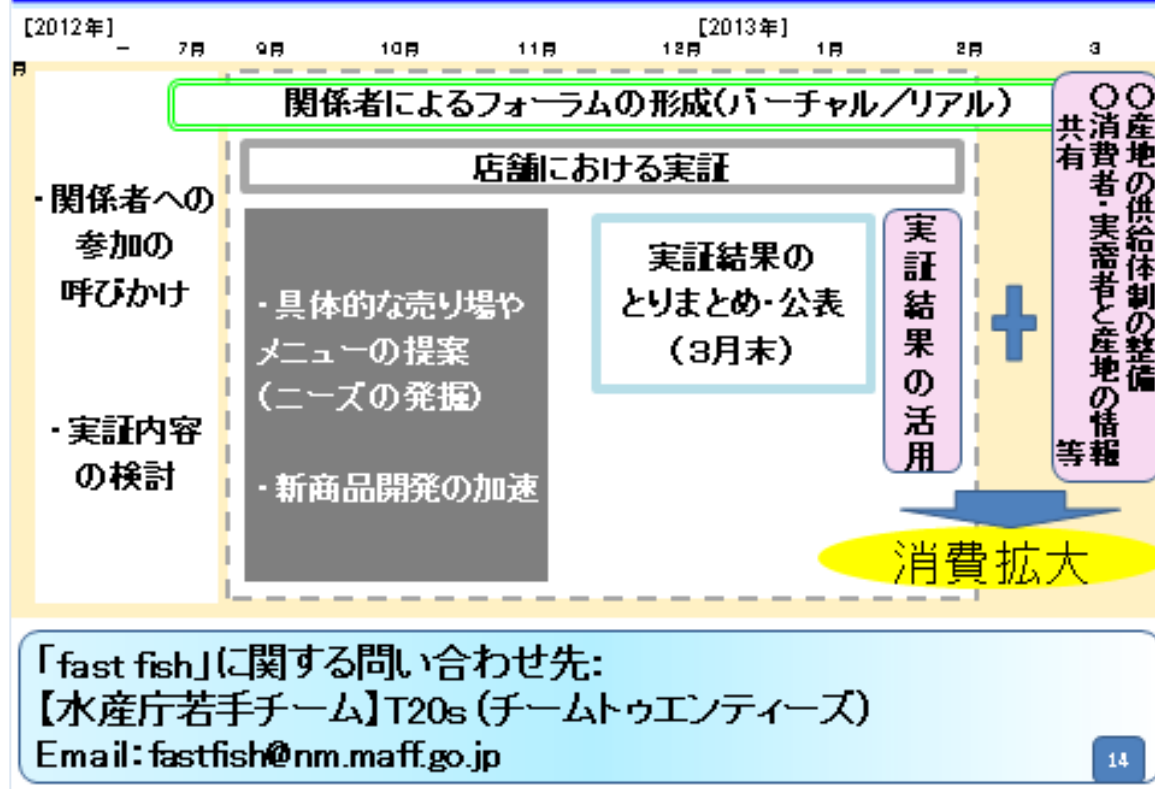 [2012年]
[2013年]
－ 7月 9月 10月 11月 12月 1月 2月 3
月
関係者によるフォーラムの形成(バーチャル／リアル)
店舗における実証
・関係者への
参加の
呼びかけ
・実証内容
の検討
・具体的な売り場や
メニューの提案
(ニーズの発掘)
・新商品開発の加速
実証結果の
とりまとめ・公表
(3月末)
実証結果の活用
〇産地の供給体制の整備
〇消費者・実需者と産地の情報
共有 等
消費拡大
「fast fish」に関する問い合わせ先:
【水産庁若手チーム】T20s (チームトゥエンティーズ)
Email:fastfish@nm.maff.go.jp
14